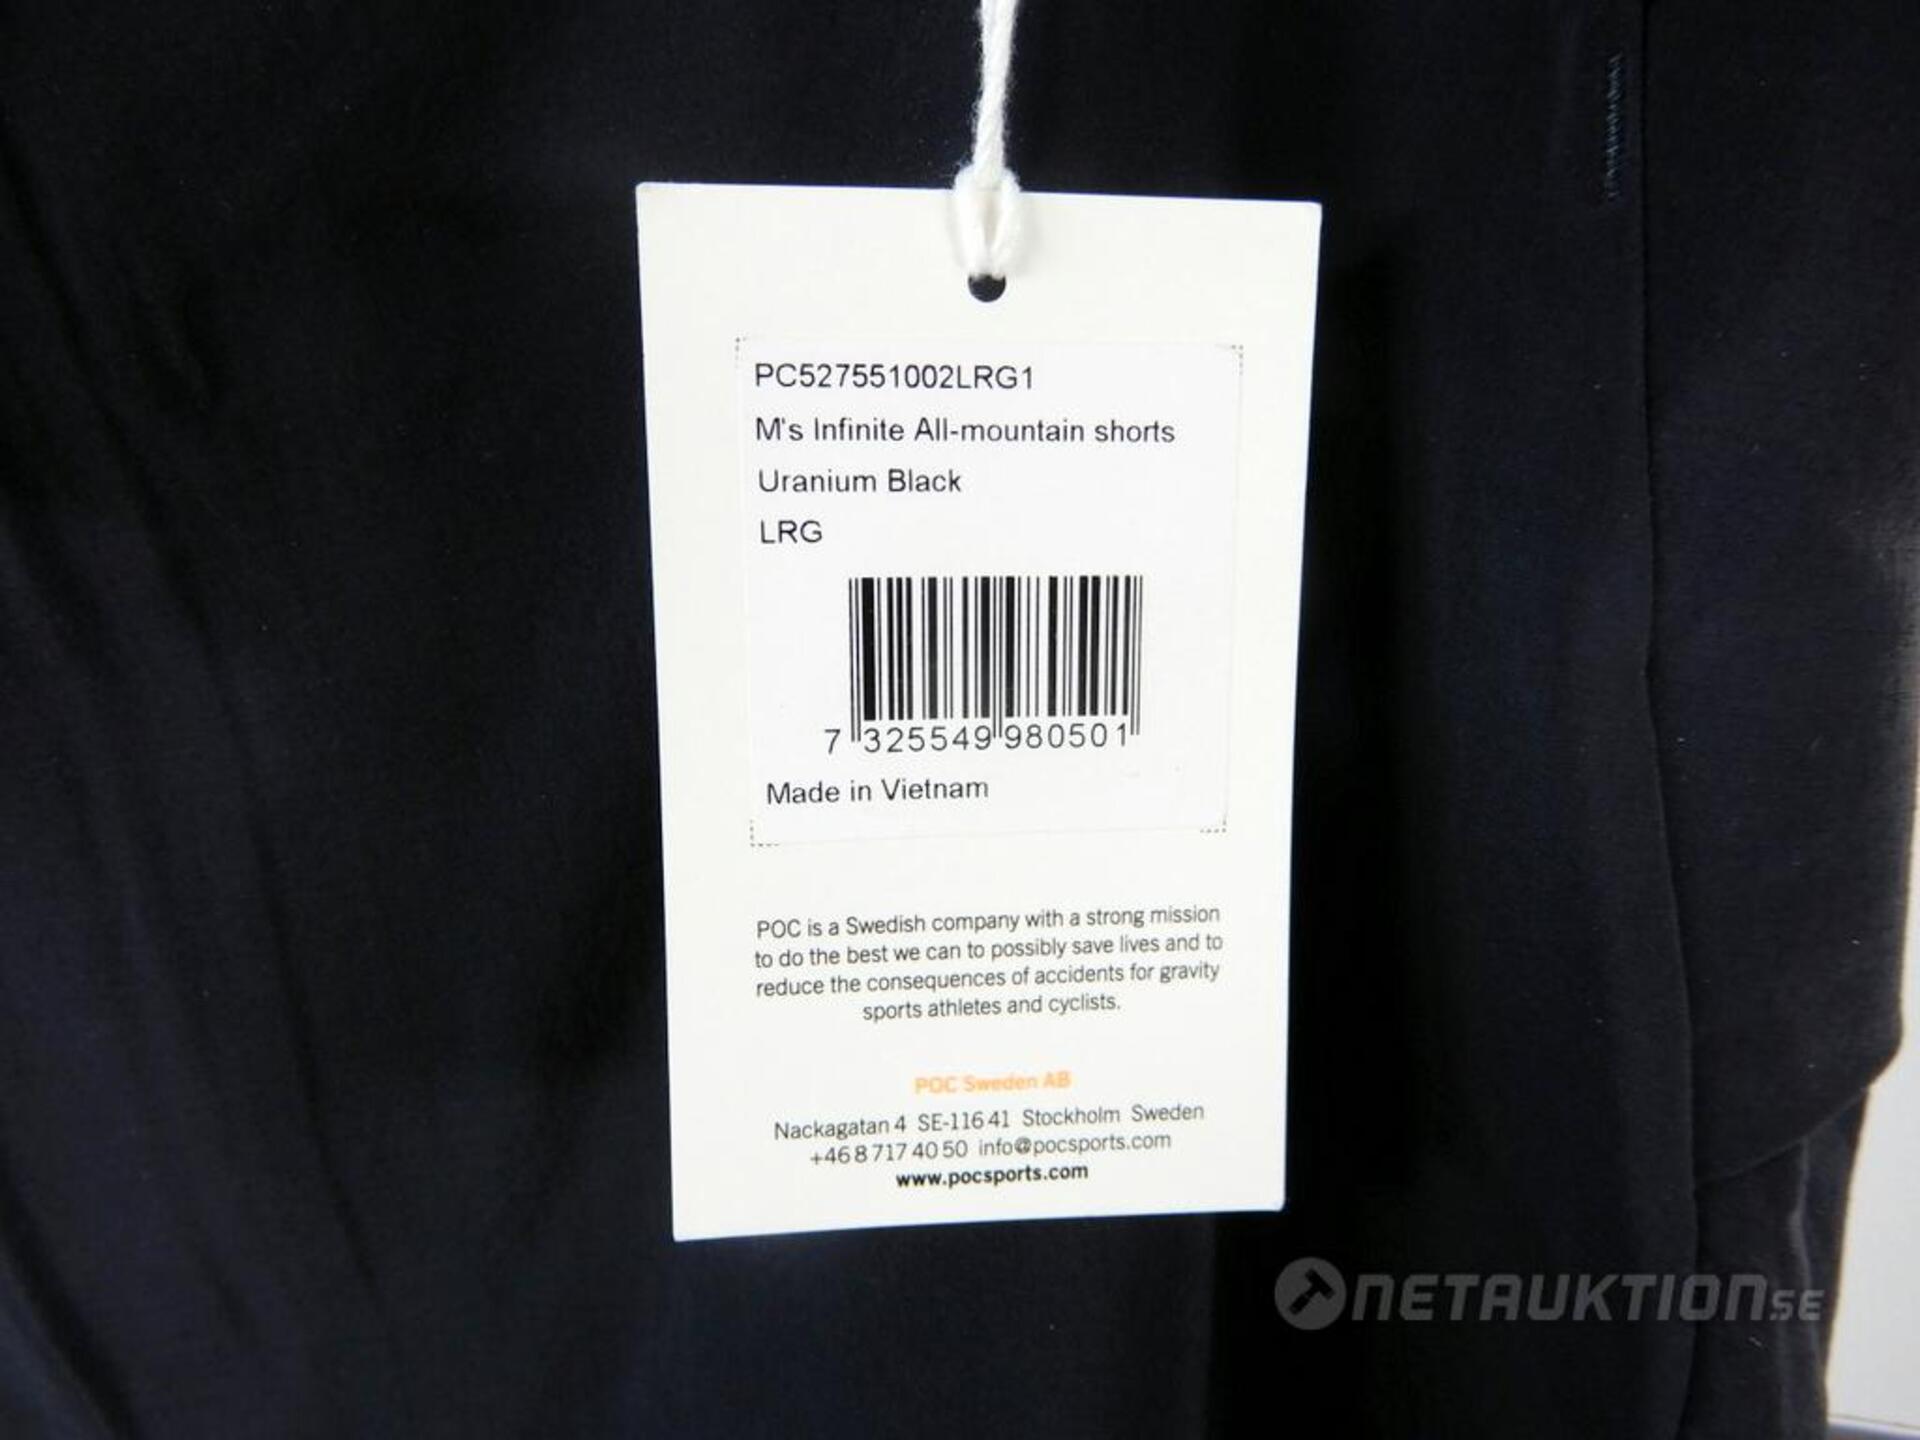 PC527551002LRG1
M's Infinite All-mountain shorts
Uranium Black
LRG
7 325549 980501
Made in Vietnam
POC is a Swedish company with a strong mission
to do the best we can to possibly save lives and to
reduce the consequences of accidents for gravity
sports athletes and cyclists.
POC Sweden AB
Nackagatan 4 SE-116 41 Stockholm Sweden
+46 8 717 40 50 info@pocsports.com
www.pocsports.com
NETAUKTION.SE